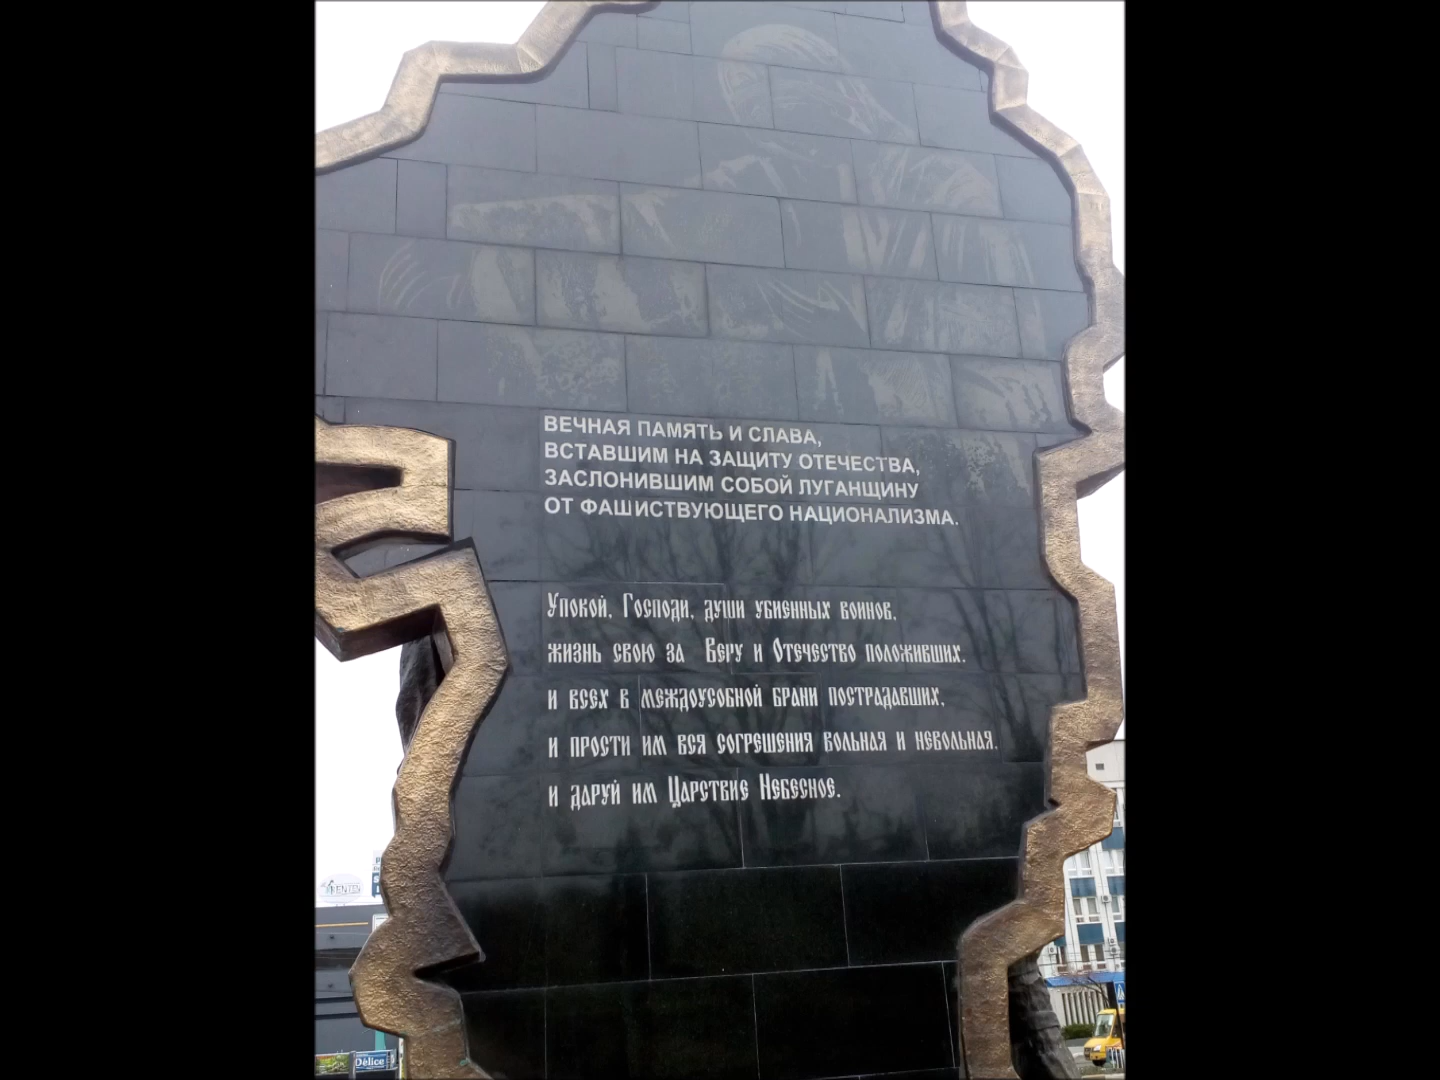 ВЕЧНАЯ ПАМЯТЬ И СЛАВА,
ВСТАВШИМ НА ЗАЩИТУ ОТЕЧЕСТВА,
ЗАСЛОНИВШИМ СОБОЙ ЛУГАНЩИНУ
ОТ ФАШИСТВУЮЩЕГО НАЦИОНАЛИЗМА.
Упокой, Господи, души убиенных воинов,
жизнь свою за Веру и Отечество положивших,
и всех в междоусобной брани пострадавших,
и прости им вся согрешения вольная и невольная,
и даруй им Царствие Небесное.
Délice